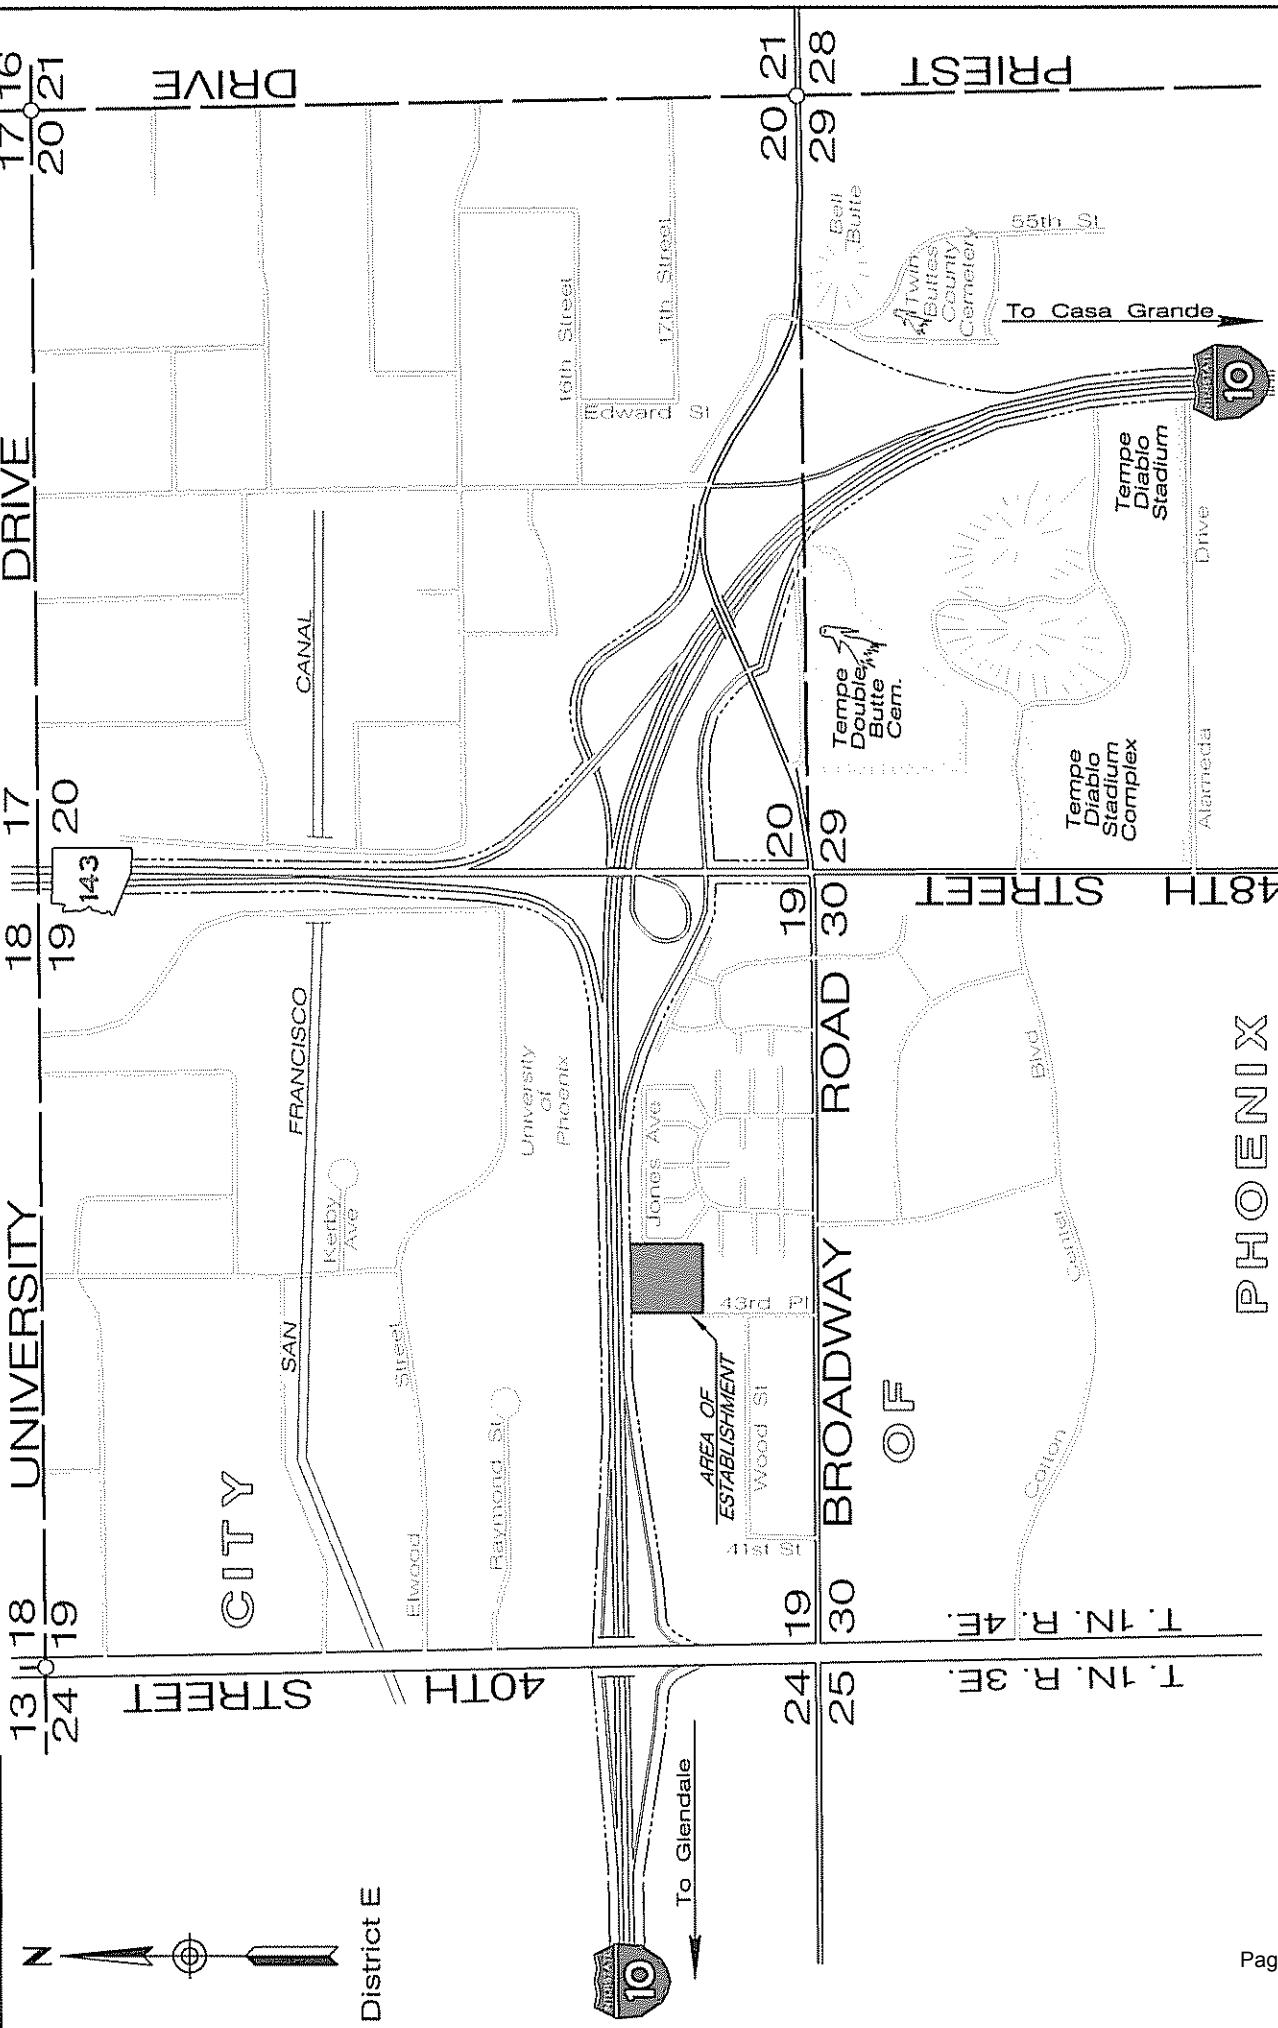 N
District E
13 18
24 19
18 17
19 20
17 16
20 21
UNIVERSITY
DRIVE
143
CITY
SAN
FRANCISCO
CANAL
Kerby
Ave
Elwood
Street
Raymond St
University
of
Phoenix
16th Street
17th Street
Edward St
DRIVE
40TH
STREET
10
To Glendale
AREA OF
ESTABLISHMENT
Jones Ave
43rd Pl
Wood St
41st St
24 19
25 30
19 20
30 29
20 21
29 28
BROADWAY
ROAD
OF
PHOENIX
Cotton
Center
Blvd.
48TH
STREET
Tempe
Double
Butte
Cem.
Tempe
Diablo
Stadium
Complex
Alameda
Drive
Tempe
Diablo
Stadium
Bell
Butte
Twin
Buttes
County
Cemetery
55th St
To Casa Grande
10
PRIEST
T. 1N. R. 3E.
T. 1N. R. 4E.
Pag